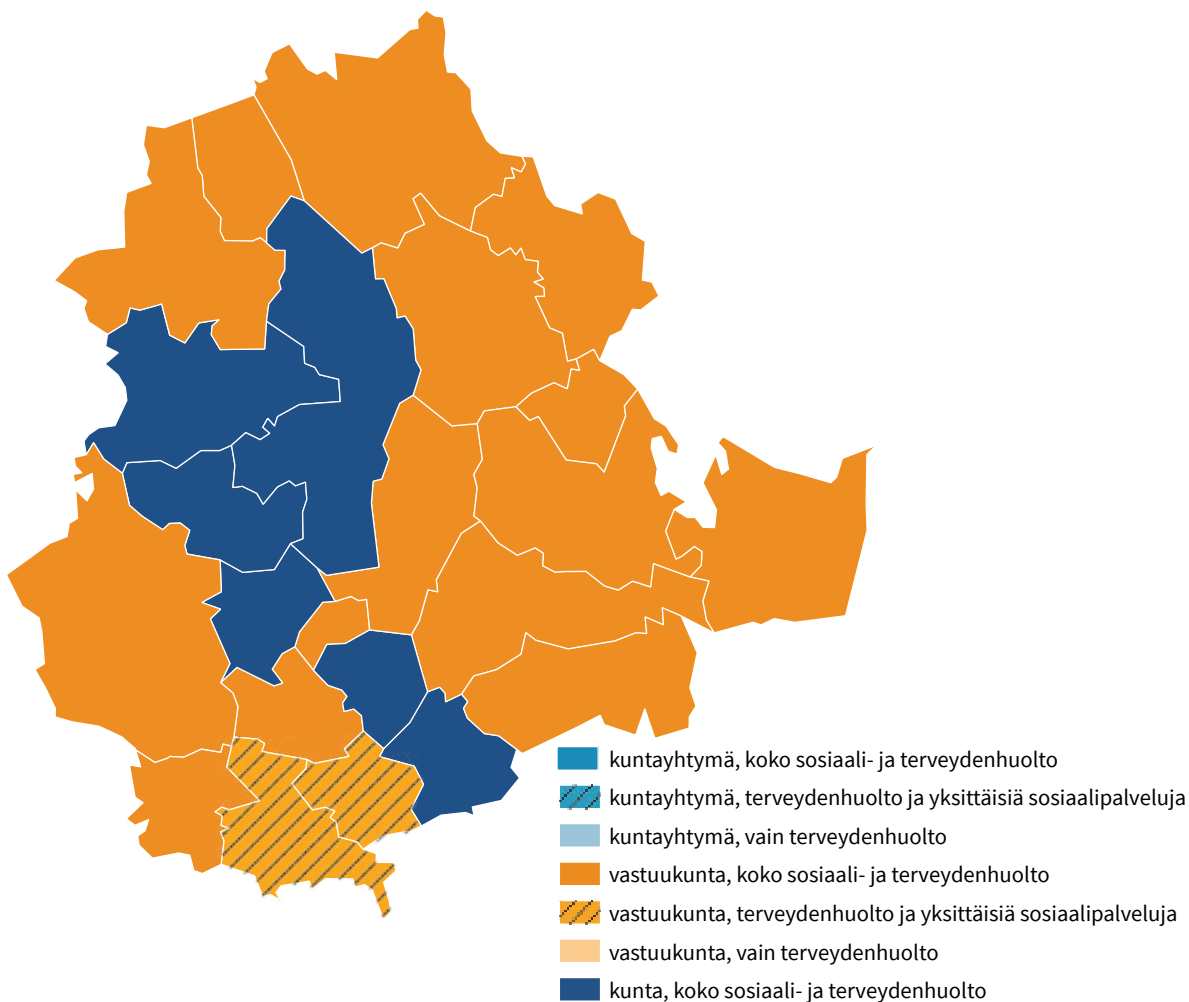 kuntayhtymä, koko sosiaali- ja terveydenhuolto
kuntayhtymä, terveydenhuolto ja yksittäisiä sosiaalipalveluja
kuntayhtymä, vain terveydenhuolto
vastuukunta, koko sosiaali- ja terveydenhuolto
vastuukunta, terveydenhuolto ja yksittäisiä sosiaalipalveluja
vastuukunta, vain terveydenhuolto
kunta, koko sosiaali- ja terveydenhuolto